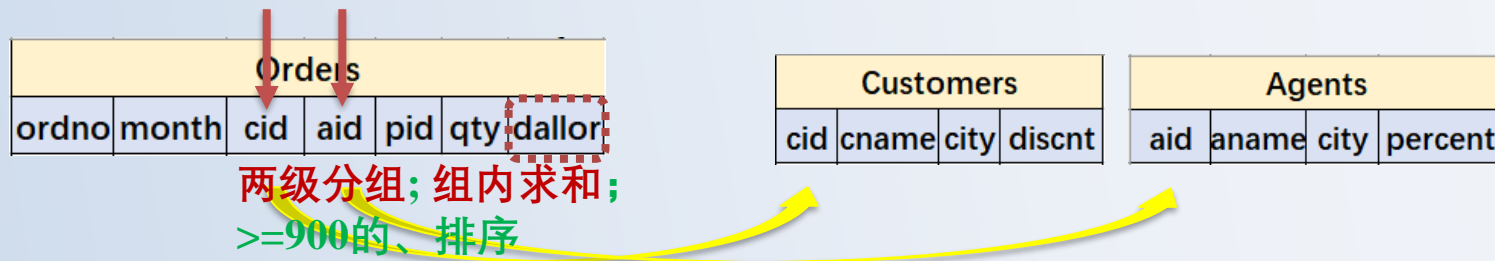 Orders
ordno month cid aid pid qty dallor
Customers
cid cname city discnt
Agents
aid aname city percent
两级分组; 组内求和;
>=900的、排序